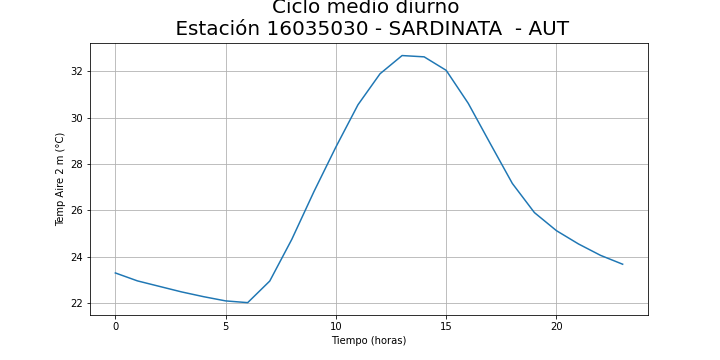 Ciclo medio diurno
Estación 16035030 - SARDINATA  - AUT
32
30
28
26
24
22
Temp Aire 2 m (°C)
0
5
10
15
20
Tiempo (horas)